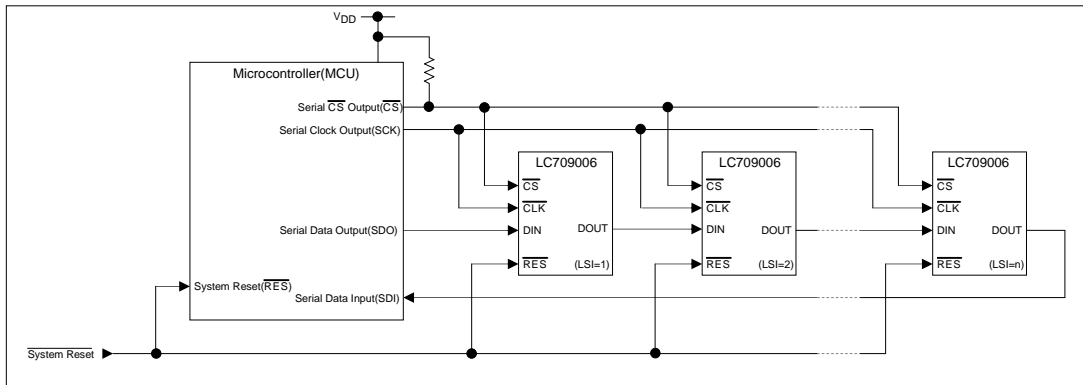 VDD
Microcontroller(MCU)
Serial CS Output(CS)
Serial Clock Output(SCK)
LC709006
LC709006
LC709006
CS
CS
CS
CLK
CLK
CLK
Serial Data Output(SDO)
DIN
DOUT
DIN
DOUT
DIN
DOUT
RES
(LSI=1)
RES
(LSI=2)
RES
(LSI=n)
System Reset(RES)
Serial Data Input(SDI)
System Reset